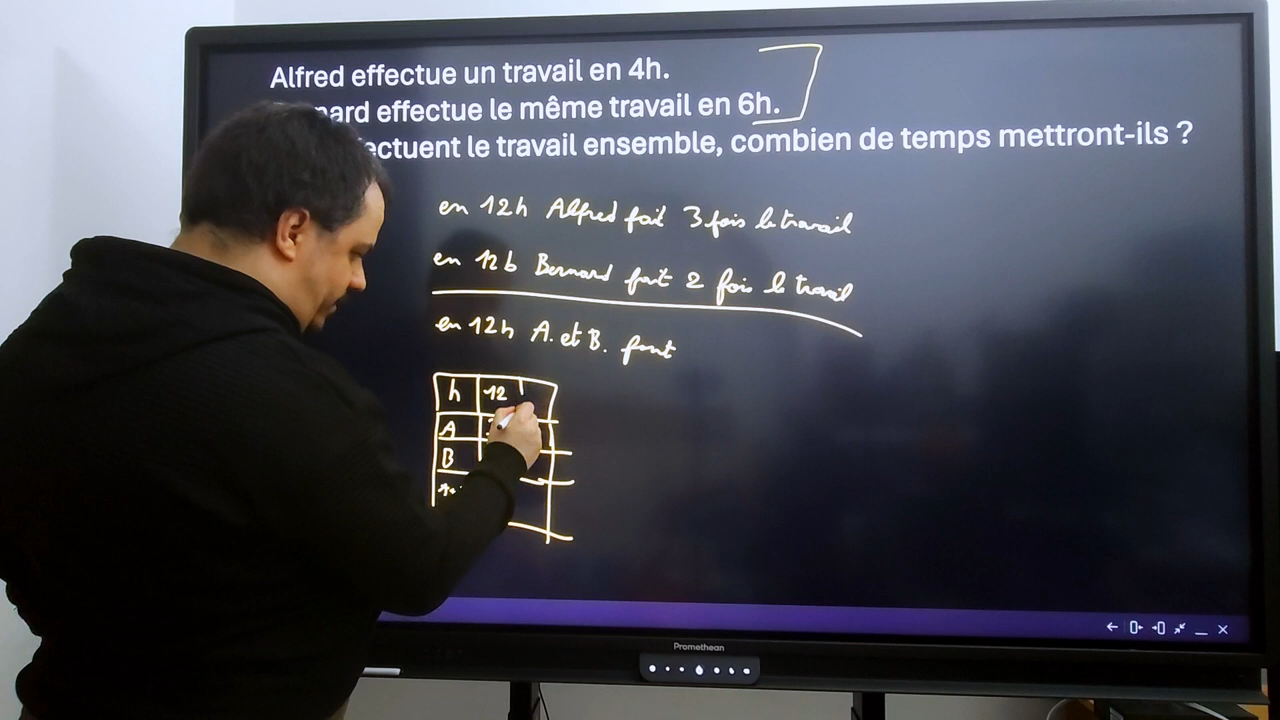 Alfred effectue un travail en 4h.
nard effectue le même travail en 6h.
ectuent le travail ensemble, combien de temps mettront-ils ?
en 12h Alfred fait 3 fois le travail
en 12h Bernard fait 2 fois le travail
en 12h A. et B. font
h 12
A
B
Promethean